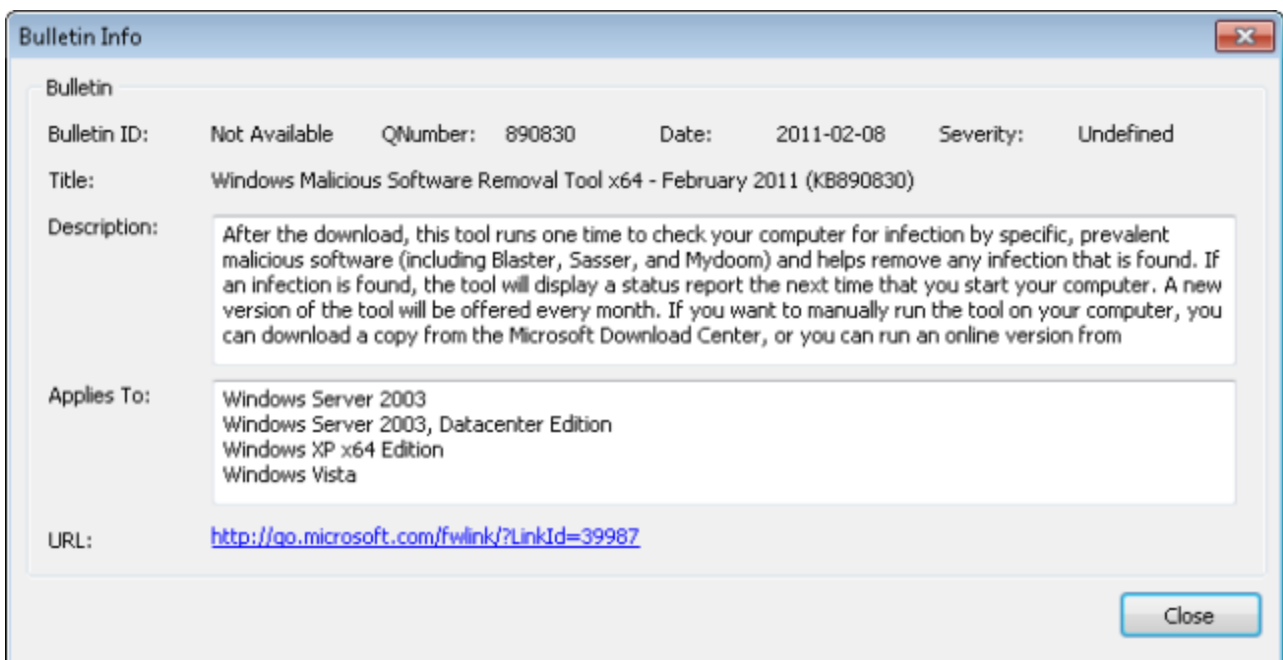 Bulletin Info
Bulletin
Bulletin ID: Not Available QNumber: 890830 Date: 2011-02-08 Severity: Undefined
Title: Windows Malicious Software Removal Tool x64 - February 2011 (KB890830)
Description: After the download, this tool runs one time to check your computer for infection by specific, prevalent
malicious software (including Blaster, Sasser, and Mydoom) and helps remove any infection that is found. If
an infection is found, the tool will display a status report the next time that you start your computer. A new
version of the tool will be offered every month. If you want to manually run the tool on your computer, you
can download a copy from the Microsoft Download Center, or you can run an online version from
Applies To: Windows Server 2003
Windows Server 2003, Datacenter Edition
Windows XP x64 Edition
Windows Vista
URL: http://go.microsoft.com/fwlink/?LinkId=39987
Close